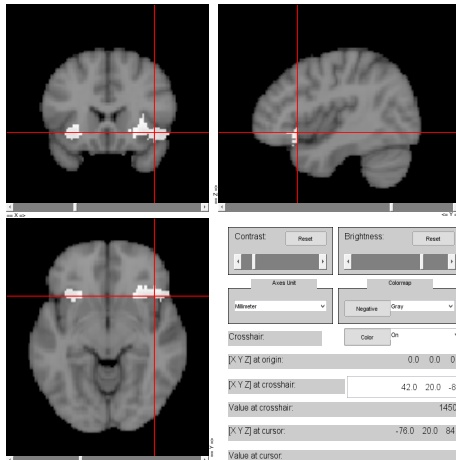 <= X =>
<= Z =>
<= Y =
Contrast:
Reset
Brightness:
Reset
Axes Unit
Colormap
Millimeter
Negative
Gray
Crosshair:
Color
On
[X Y Z] at origin:
0.0 0.0 0
[X Y Z] at crosshair:
42.0 20.0 -8
Value at crosshair:
1450
[X Y Z] at cursor:
-76.0 20.0 84
Value at cursor:
<= Y =>